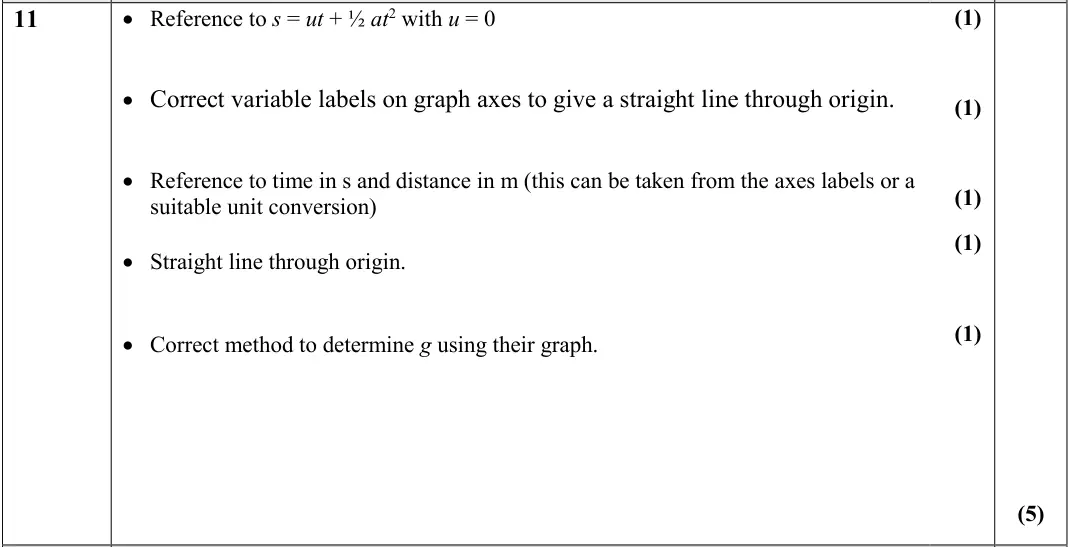 11
• Reference to s = ut + ½ at² with u = 0 (1)
• Correct variable labels on graph axes to give a straight line through origin. (1)
• Reference to time in s and distance in m (this can be taken from the axes labels or a
suitable unit conversion) (1)
(1)
• Straight line through origin.
• Correct method to determine g using their graph. (1)
(5)